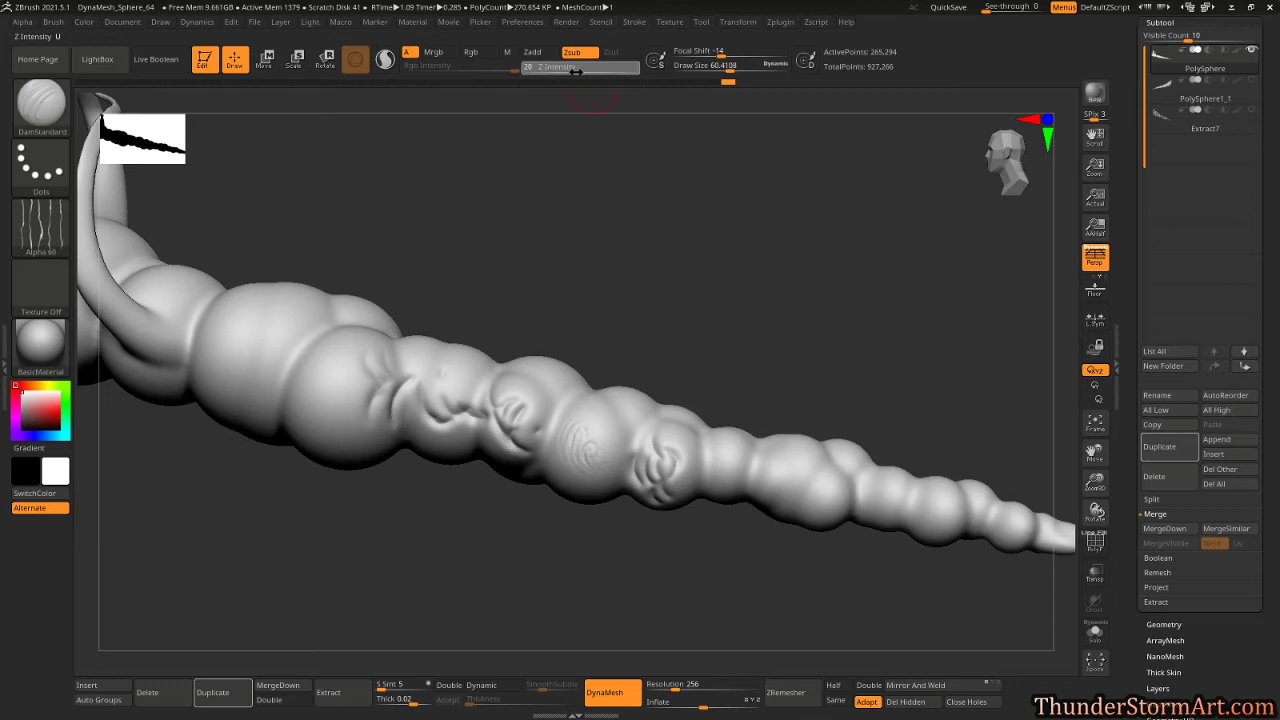 ZBrush 2021.5.1 DynaMesh_Sphere_64 • Free Mem 9.661GB • Active Mem 1379 • Scratch Disk 41 • RTime▶1.09 Timer▶0.285 • PolyCount▶270.654 KP • MeshCount▶1 AC QuickSave See-through 0 Menus DefaultZScript
Alpha Brush Color Document Draw Dynamics Edit File Layer Light Macro Marker Material Movie Picker Preferences Render Stencil Stroke Texture Tool Transform Zplugin Zscript Help
Z Intensity U
Home Page LightBox Live Boolean Edit Draw Move Scale Rotate A Mrgb Rgb M Zadd Zsub Zcut
Rgb Intensity 20 Z Intensity
Focal Shift -14
Draw Size 60.4108 Dynamic
ActivePoints: 265,294
TotalPoints: 927,266
DamStandard
Dots
Alpha 60
Texture Off
BasicMaterial
Gradient
SwitchColor
Alternate
BPR
SPix 3
Scroll
Zoom
Actual
AAHalf
Dynamic
Persp
Floor
L.Sym
XYZ
Frame
Move
Zoom3D
Rotate
Line Fill
PolyF
Transp
Ghost
Dynamic
Solo
Subtool
Visible Count 10
PolySphere
PolySphere1_1
Extract7
List All
New Folder
Rename AutoReorder
All Low All High
Copy Paste
Duplicate Append
Insert
Delete Del Other
Del All
Split
Merge
MergeDown MergeSimilar
MergeVisible Weld Uv
Boolean
Remesh
Project
Extract
Geometry
ArrayMesh
NanoMesh
Thick Skin
Layers
Insert Delete Duplicate MergeDown Extract S Smt 5 Double Dynamic SmoothSubdiv DynaMesh Resolution 256 ZRemesher Half Double Mirror And Weld
Auto Groups Double Thick 0.02 Accept Thickness Inflate Same Adapt Del Hidden Close Holes
ThunderStormArt.com